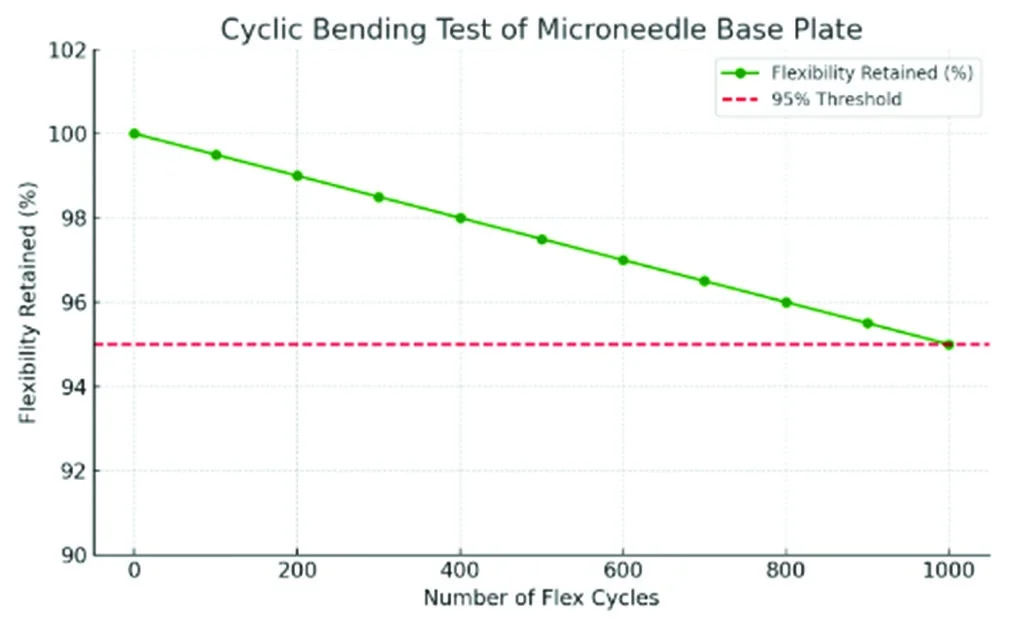 Cyclic Bending Test of Microneedle Base Plate
102
100
98
96
94
92
90
Flexibility Retained (%)
Flexibility Retained (%)
95% Threshold
0 200 400 600 800 1000
Number of Flex Cycles